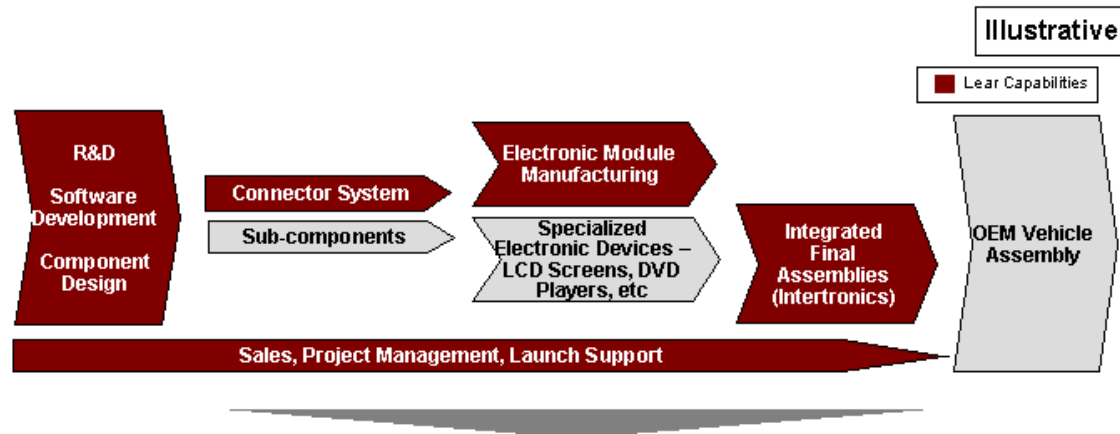 Illustrative
Lear Capabilities
R&D
Software
Development
Component
Design
Connector System
Sub-components
Electronic Module
Manufacturing
Specialized
Electronic Devices –
LCD Screens, DVD
Players, etc
Integrated
Final
Assemblies
(Intertronics)
OEM Vehicle
Assembly
Sales, Project Management, Launch Support